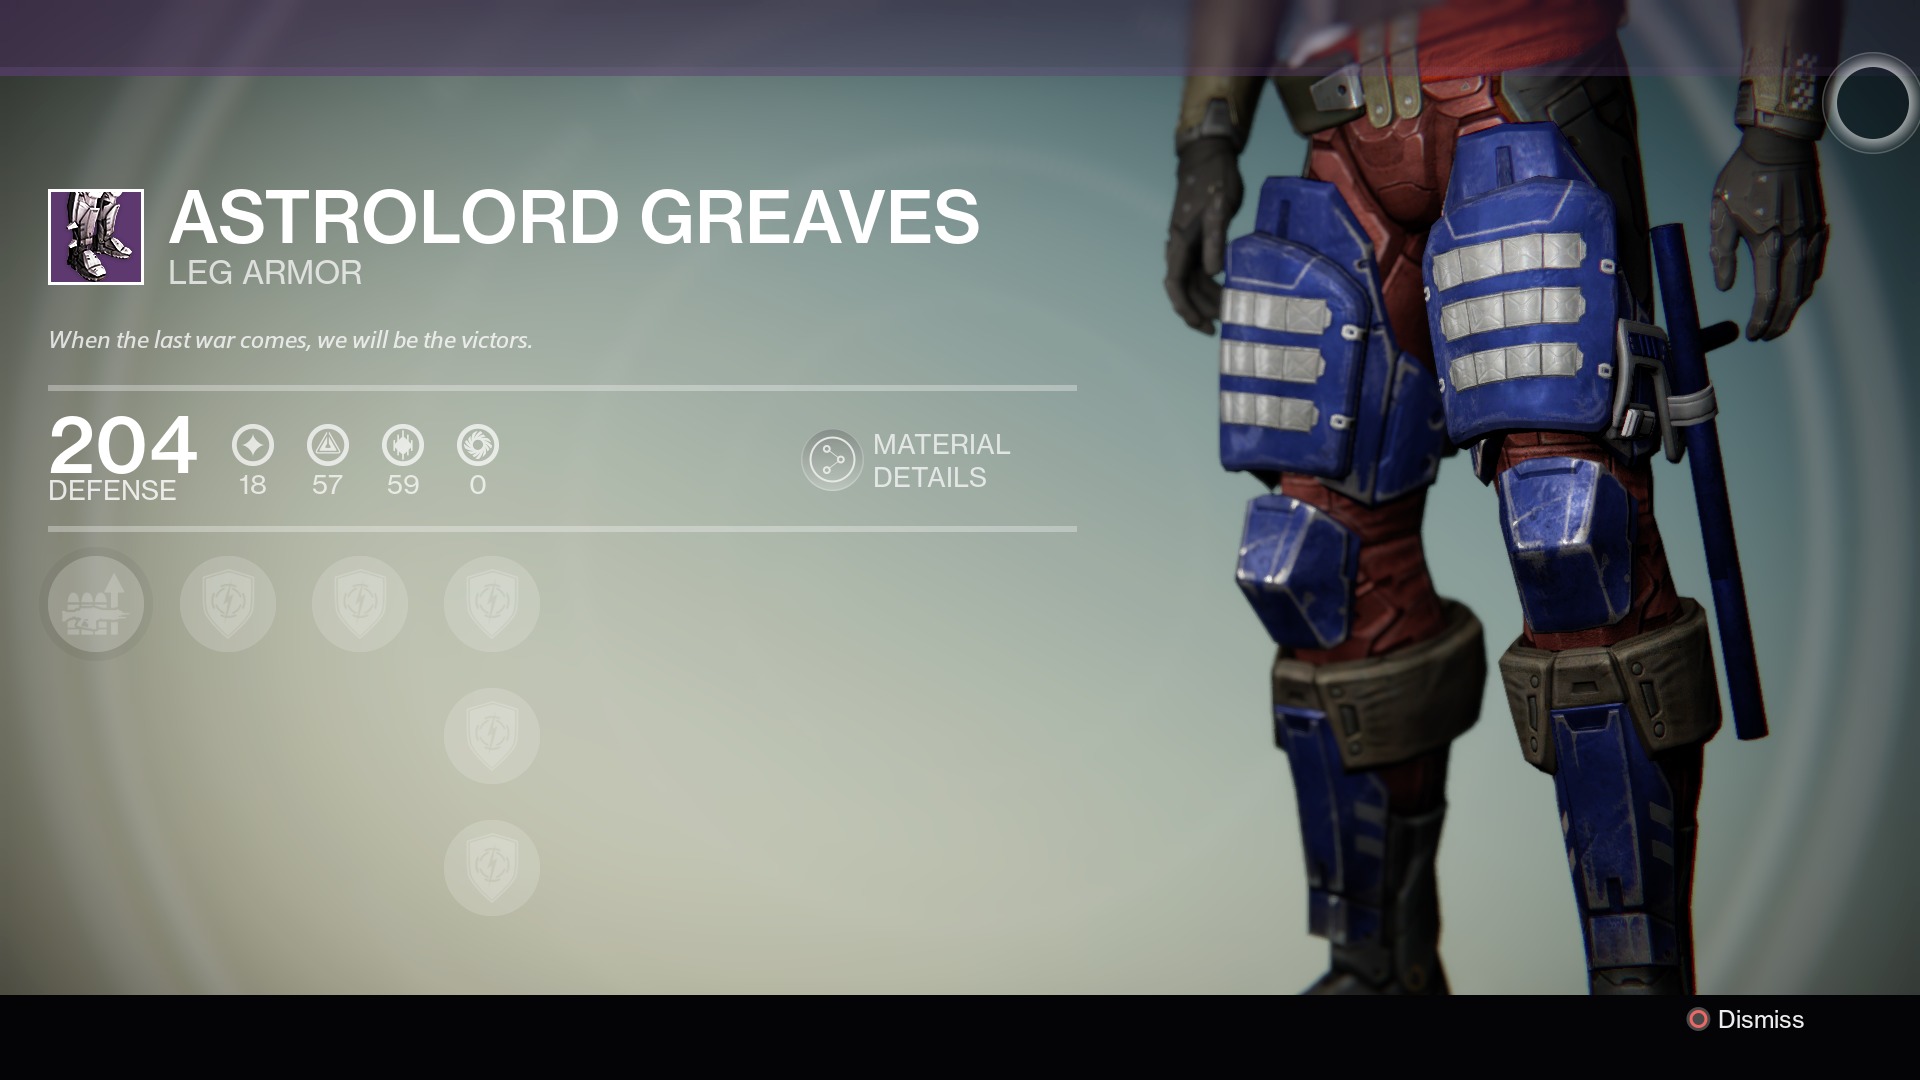 ASTROLORD GREAVES
LEG ARMOR
When the last war comes, we will be the victors.
204
DEFENSE
18 57 59 0
MATERIAL
DETAILS
Dismiss